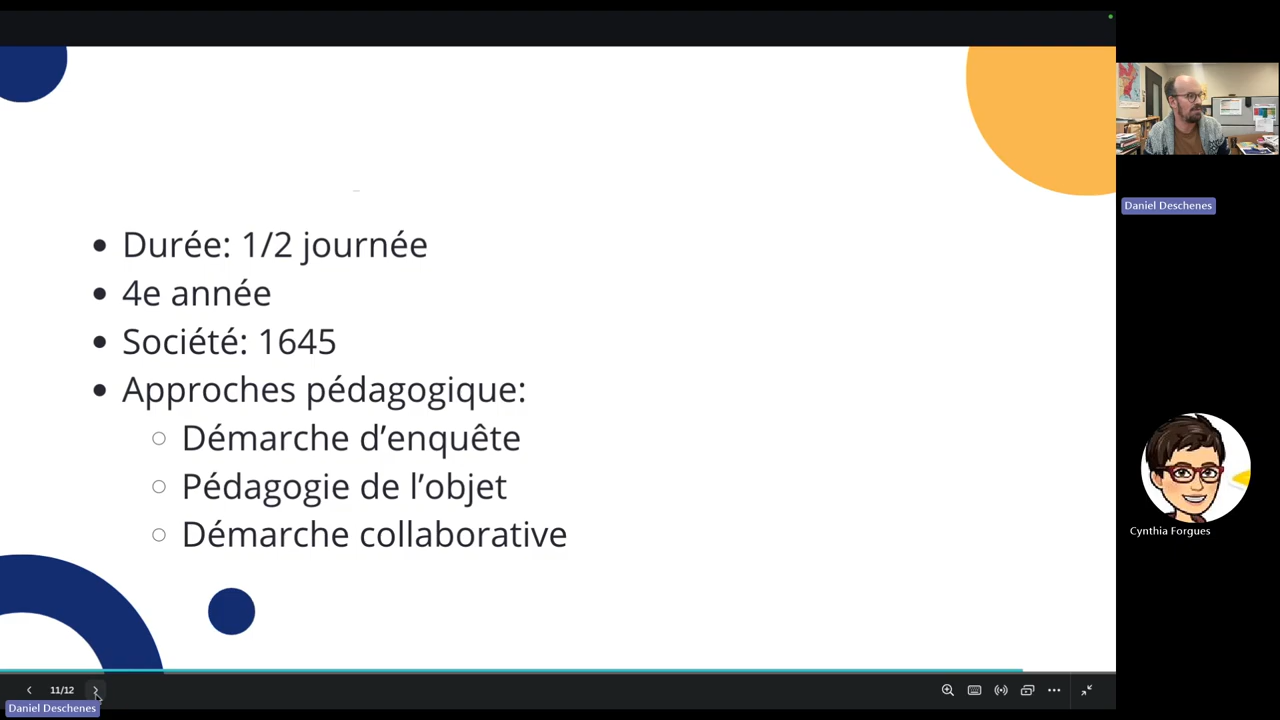 Durée: 1/2 journée
4e année
Société: 1645
Approches pédagogique:
Démarche d’enquête
Pédagogie de l’objet
Démarche collaborative
11/12
Daniel Deschenes
Daniel Deschenes
Cynthia Forgues